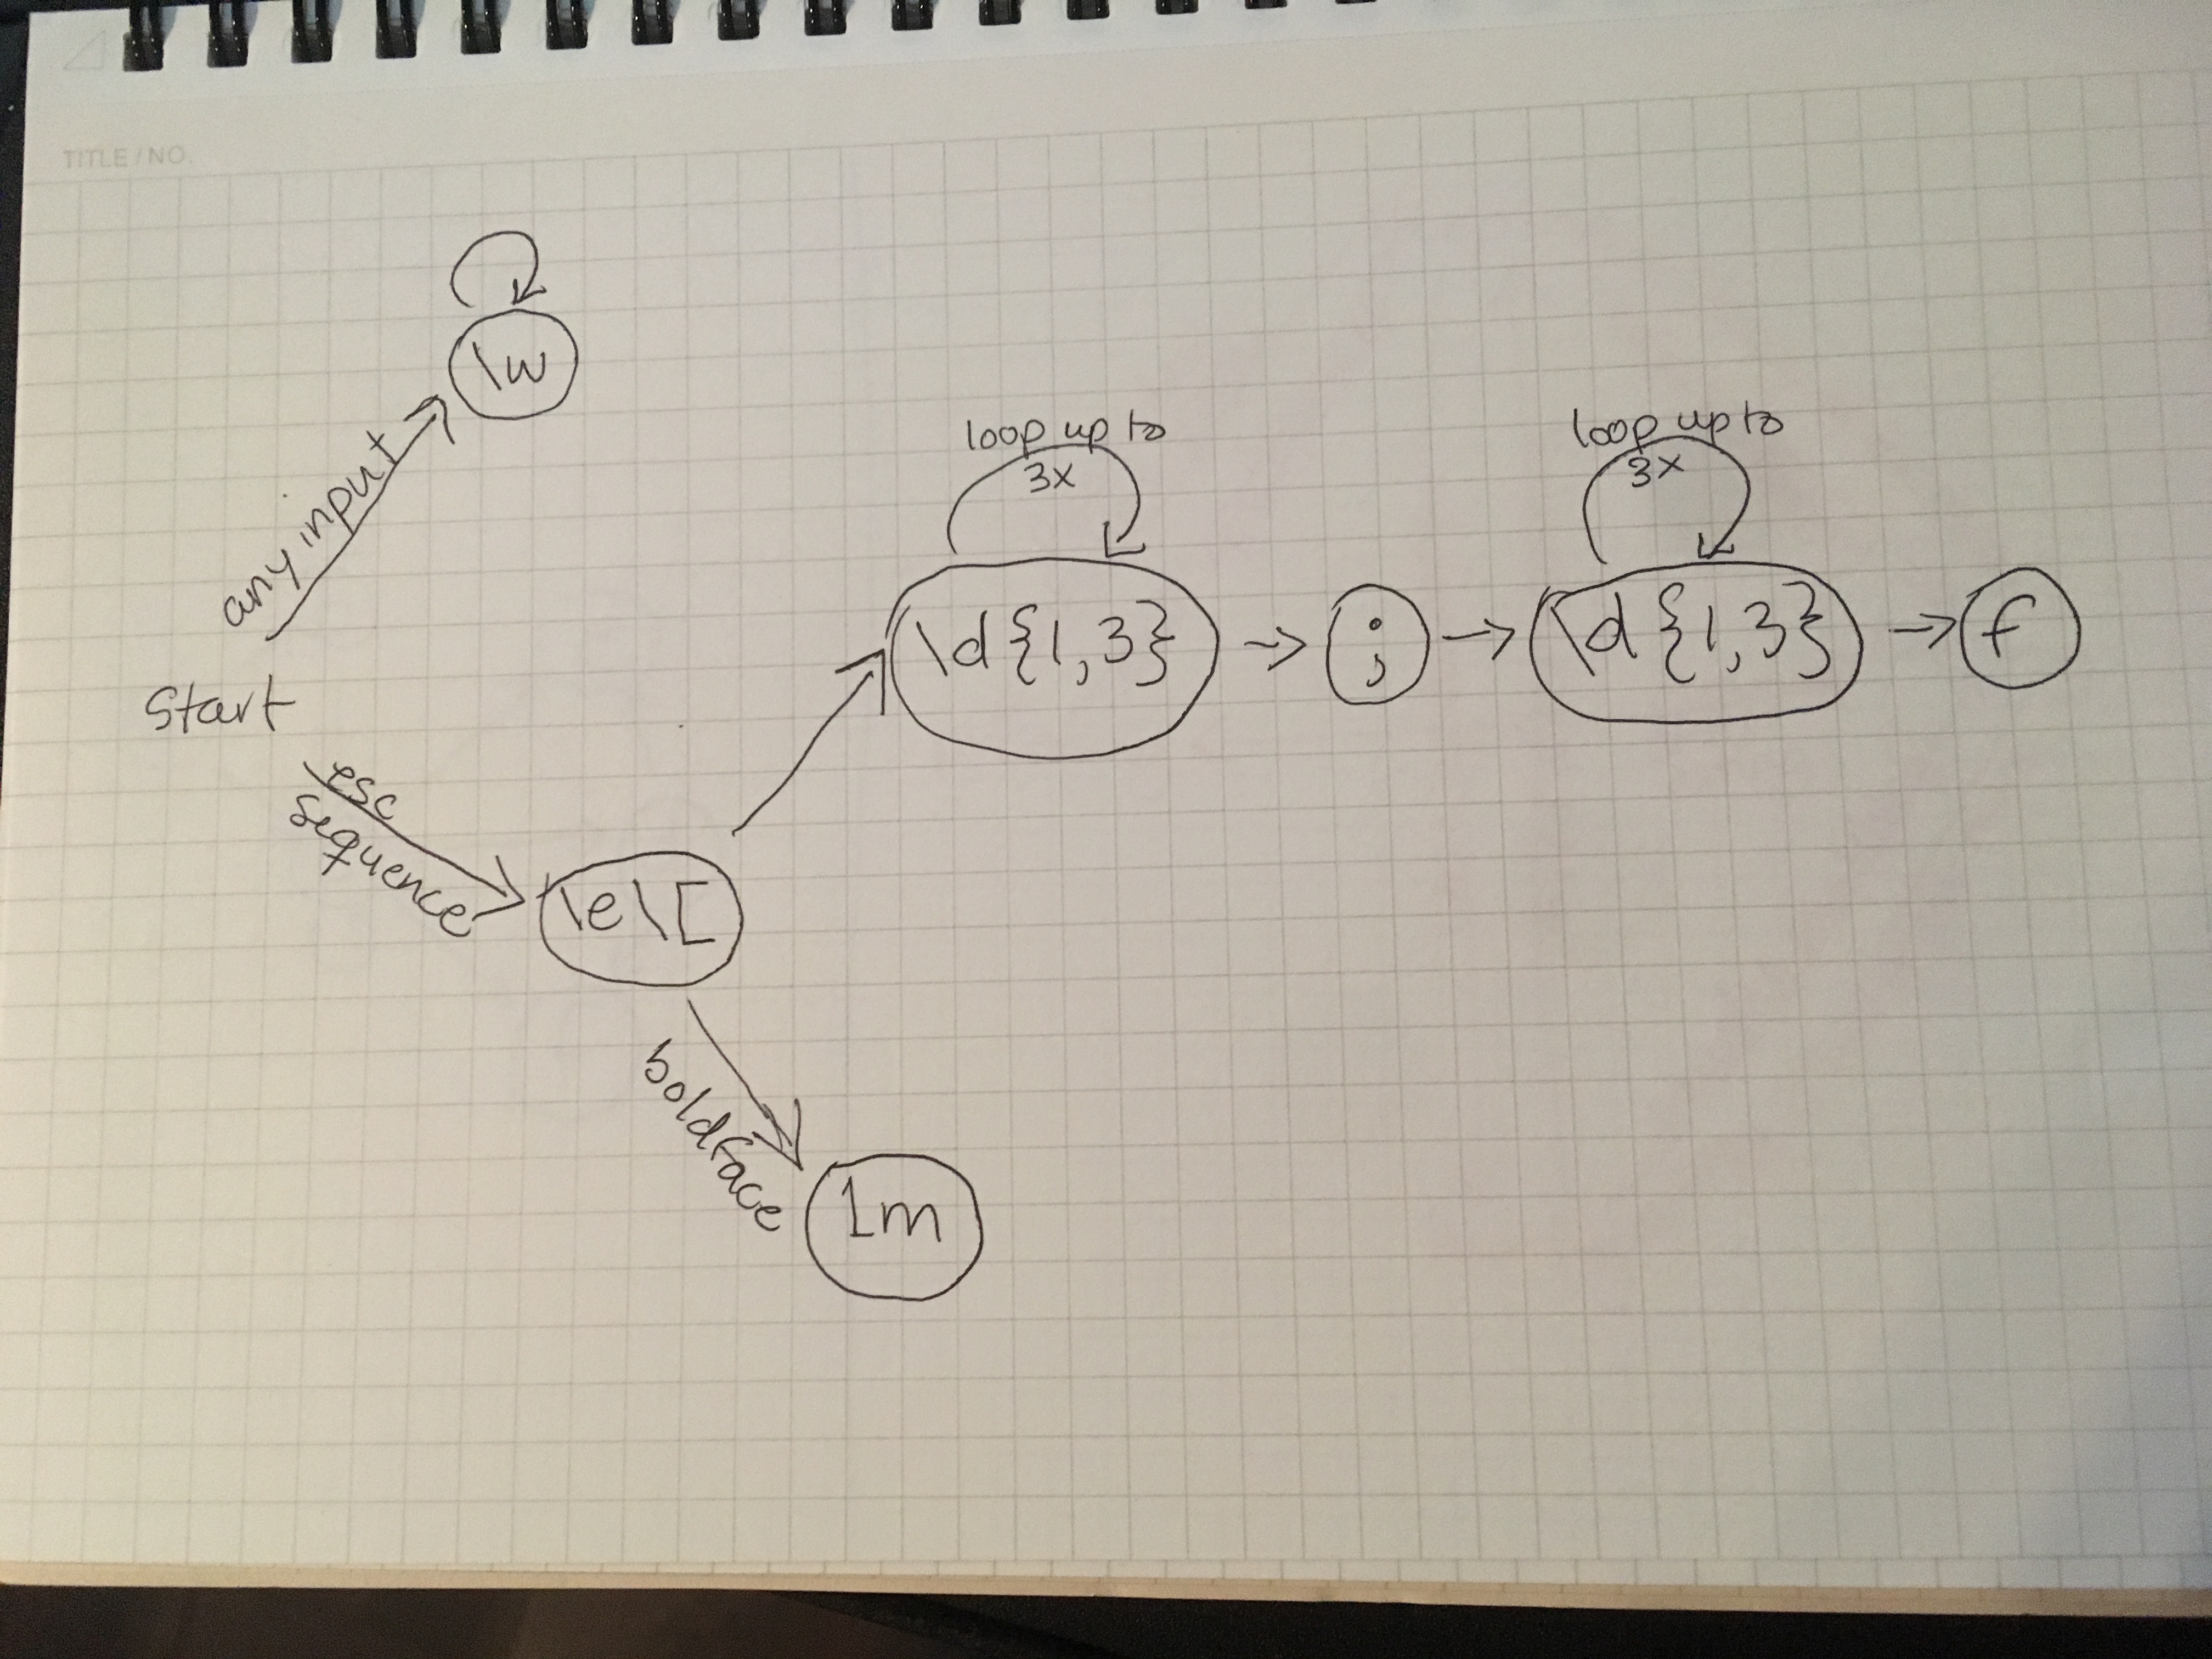 TITLE / NO.
any input
\w
Start
esc
sequence
\e\[
boldface
1m
loop up to
3x
\d{1,3}
;
loop up to
3x
\d{1,3}
f